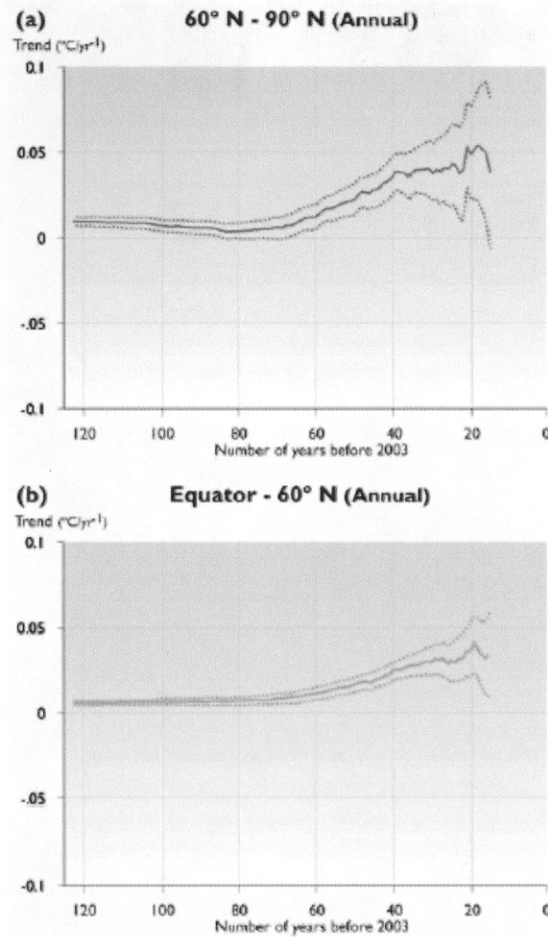 (a) 60° N - 90° N (Annual)
Trend (°C/yr-1)
0.1
0.05
0
-.05
-0.1
120 100 80 60 40 20 0
Number of years before 2003
(b) Equator - 60° N (Annual)
Trend (°C/yr-1)
0.1
0.05
0
-.05
-0.1
120 100 80 60 40 20 0
Number of years before 2003